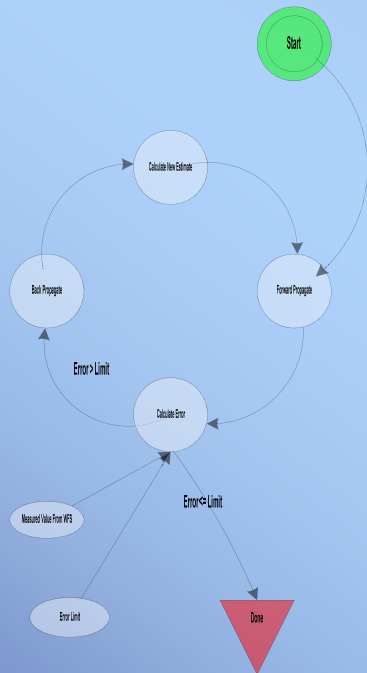 Start
Calculate New Estimate
Back Propagate
Forward Propagate
Error > Limit
Calculate Error
Error<= Limit
Measured Value From WFS
Error Limit
Done